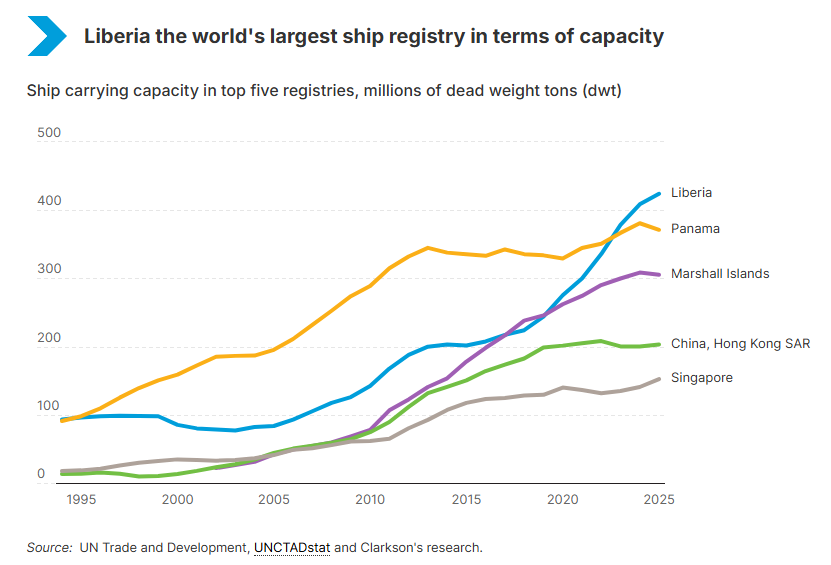 Liberia the world's largest ship registry in terms of capacity
Ship carrying capacity in top five registries, millions of dead weight tons (dwt)
500
400
300
200
100
0
Liberia
Panama
Marshall Islands
China, Hong Kong SAR
Singapore
1995 2000 2005 2010 2015 2020 2025
Source: UN Trade and Development, UNCTADstat and Clarkson's research.